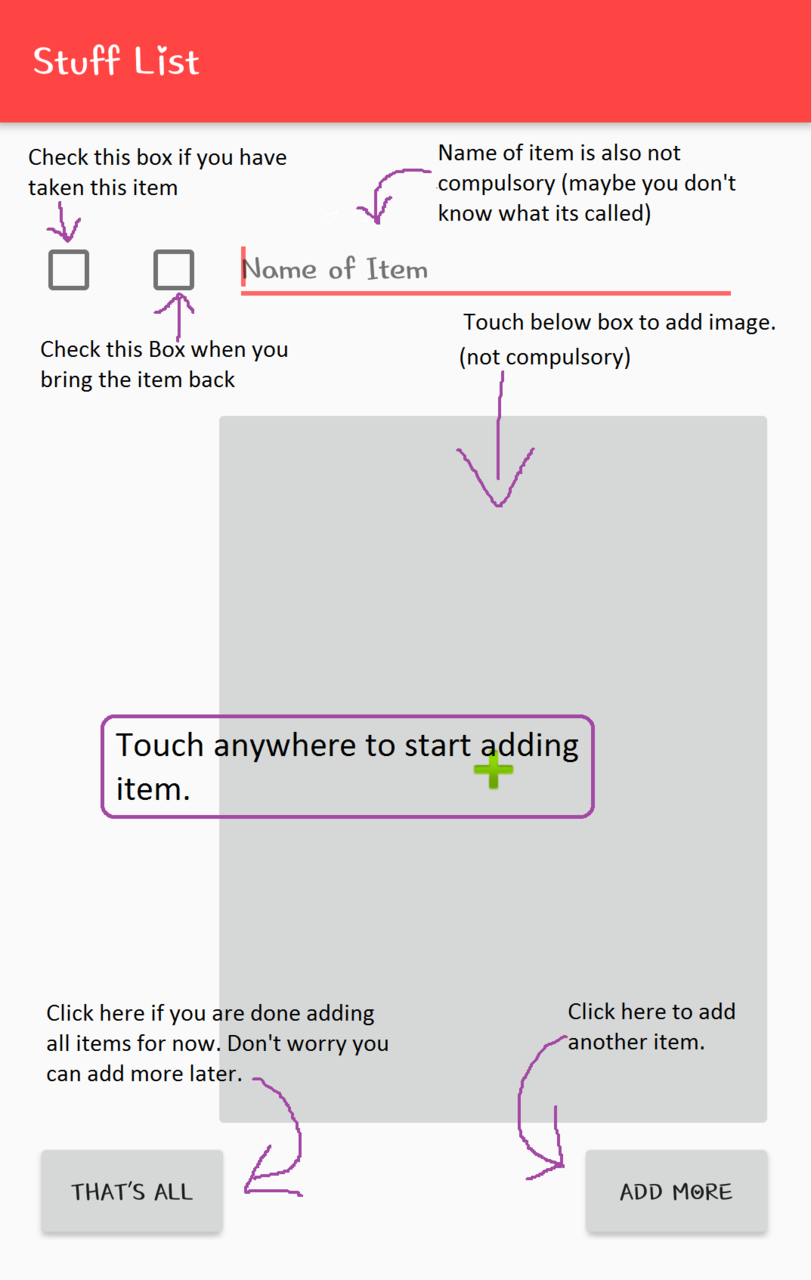 Stuff List
Check this box if you have
taken this item
Name of item is also not
compulsory (maybe you don't
know what its called)
Name of Item
Check this Box when you
bring the item back
Touch below box to add image.
(not compulsory)
Touch anywhere to start adding
item.
Click here if you are done adding
all items for now. Don't worry you
can add more later.
Click here to add
another item.
THAT'S ALL
ADD MORE